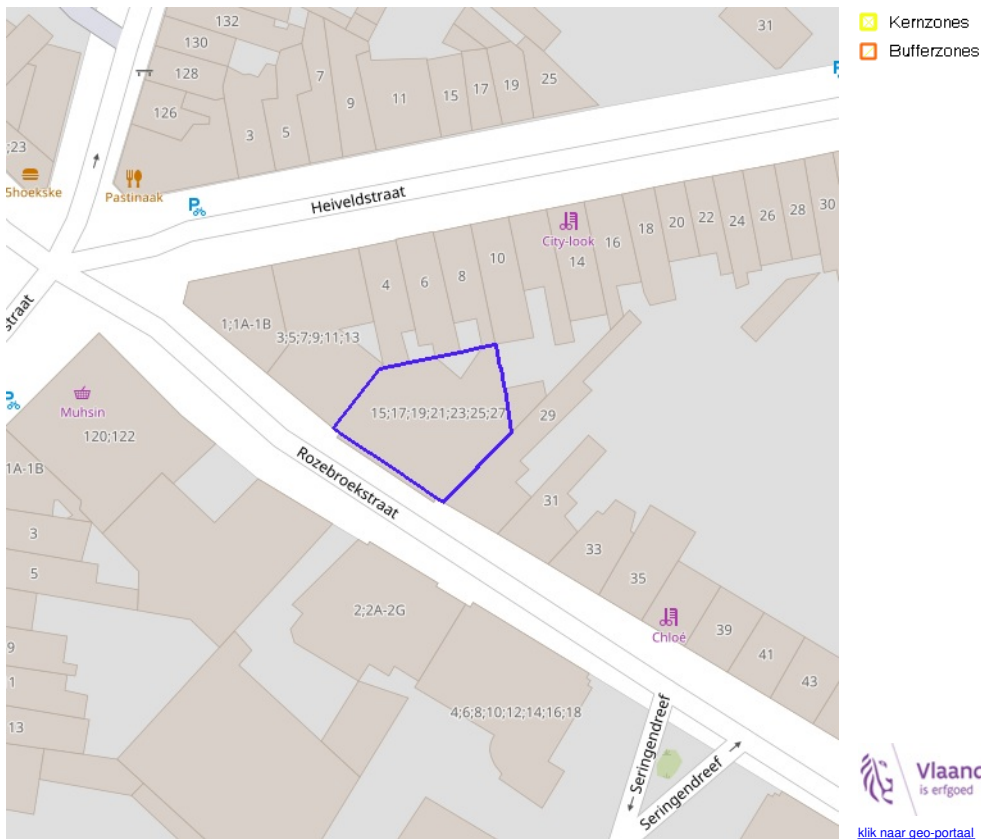 132
130
128
126
7
9
11
15
17
19
25
31
3
5
;23
5hoekske
Pastinaak
P
Heiveldstraat
City-look
4
6
8
10
14
16
18
20
22
24
26
28
30
straat
1;1A-1B
3;5;7;9;11;13
15;17;19;21;23;25;27
29
Muhsin
120;122
1A-1B
Rozebroekstraat
31
33
35
Chloé
39
41
43
3
5
9
1
13
2;2A-2G
4;6;8;10;12;14;16;18
Seringendreef
Seringendreef
Kernzones
Bufferzones
Vlaand
is erfgoed
klik naar geo-portaal